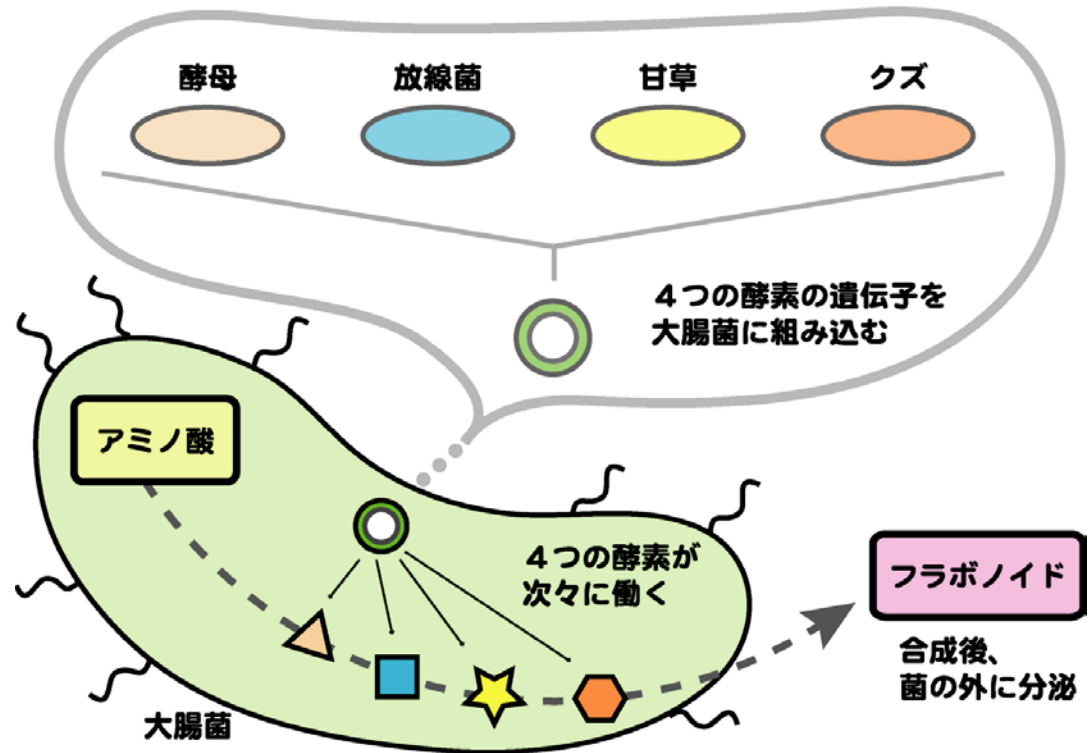 酵母
放線菌
甘草
クズ
４つの酵素の遺伝子を
大腸菌に組み込む
アミノ酸
４つの酵素が
次々に働く
フラボノイド
合成後、
菌の外に分泌
大腸菌